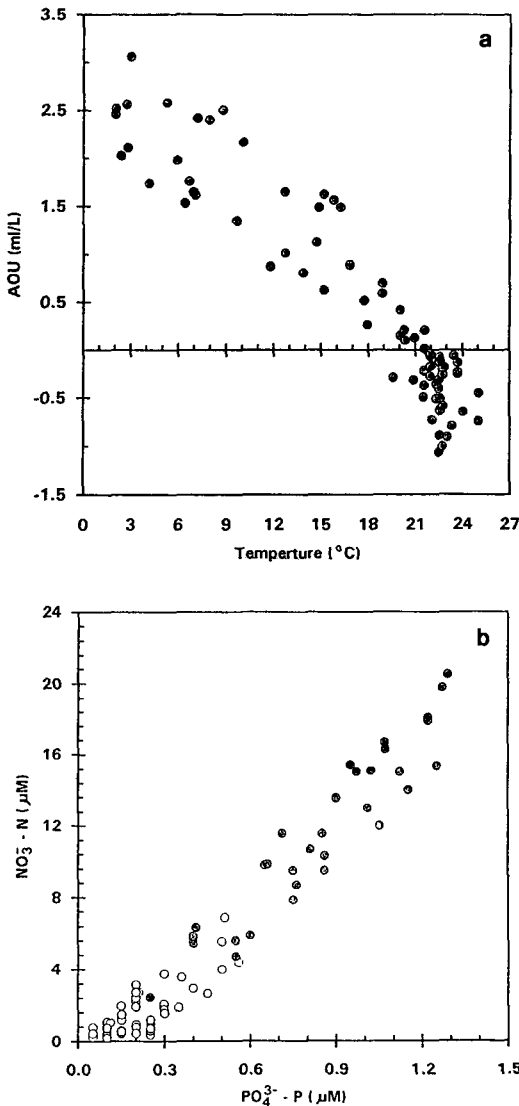 a
3.5
2.5
1.5
0.5
-0.5
-1.5
AOU (ml/L)
0 3 6 9 12 15 18 21 24 27
Temperture (°C)
b
24
20
16
12
8
4
0
NO₃⁻ - N (µM)
0.0 0.3 0.6 0.9 1.2 1.5
PO₄³⁻ - P (µM)